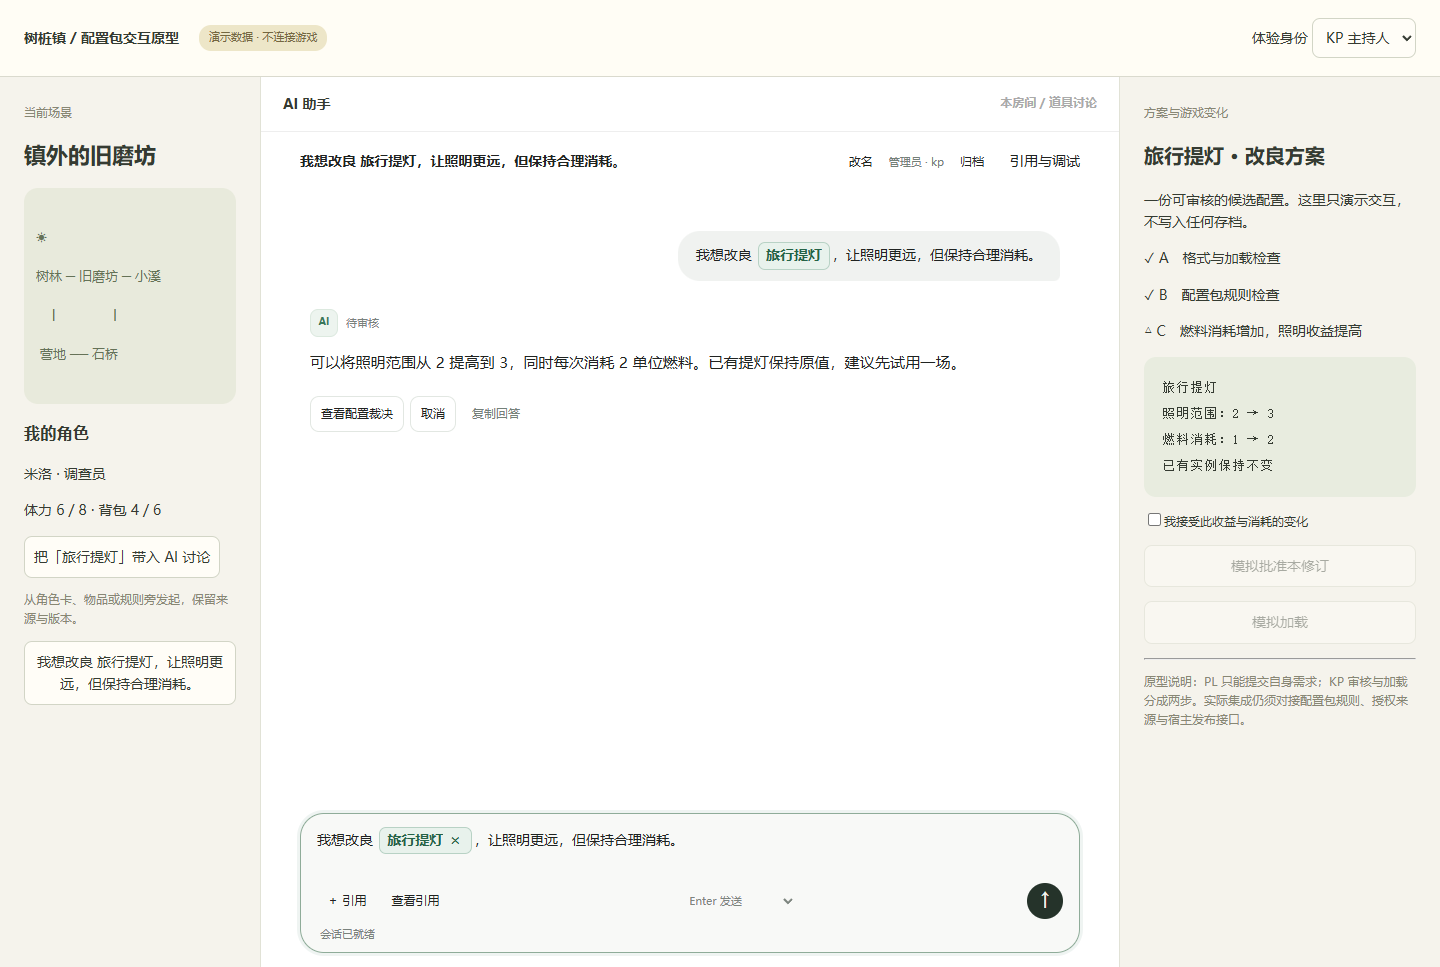 树桩镇 / 配置包交互原型
演示数据 · 不连接游戏
体验身份
KP 主持人
当前场景
镇外的旧磨坊
☀
树林 — 旧磨坊 — 小溪
|　　|
营地 —— 石桥
我的角色
米洛 · 调查员
体力 6 / 8 · 背包 4 / 6
把「旅行提灯」带入 AI 讨论
从角色卡、物品或规则旁发起，保留来
源与版本。
我想改良 旅行提灯，让照明更
远，但保持合理消耗。
AI 助手
本房间 / 道具讨论
我想改良 旅行提灯，让照明更远，但保持合理消耗。
改名
管理员 · kp
归档
引用与调试
我想改良 旅行提灯 ，让照明更远，但保持合理消耗。
AI
待审核
可以将照明范围从 2 提高到 3，同时每次消耗 2 单位燃料。已有提灯保持原值，建议先试用一场。
查看配置裁决
取消
复制回答
我想改良 旅行提灯 × ，让照明更远，但保持合理消耗。
+ 引用
查看引用
Enter 发送
↑
会话已就绪
方案与游戏变化
旅行提灯 · 改良方案
一份可审核的候选配置。这里只演示交互，
不写入任何存档。
✓ A 格式与加载检查
✓ B 配置包规则检查
△ C 燃料消耗增加，照明收益提高
旅行提灯
照明范围：2 → 3
燃料消耗：1 → 2
已有实例保持不变
我接受此收益与消耗的变化
模拟批准本修订
模拟加载
原型说明：PL 只能提交自身需求；KP 审核与加载
分成两步。实际集成仍须对接配置包规则、授权来
源与宿主发布接口。